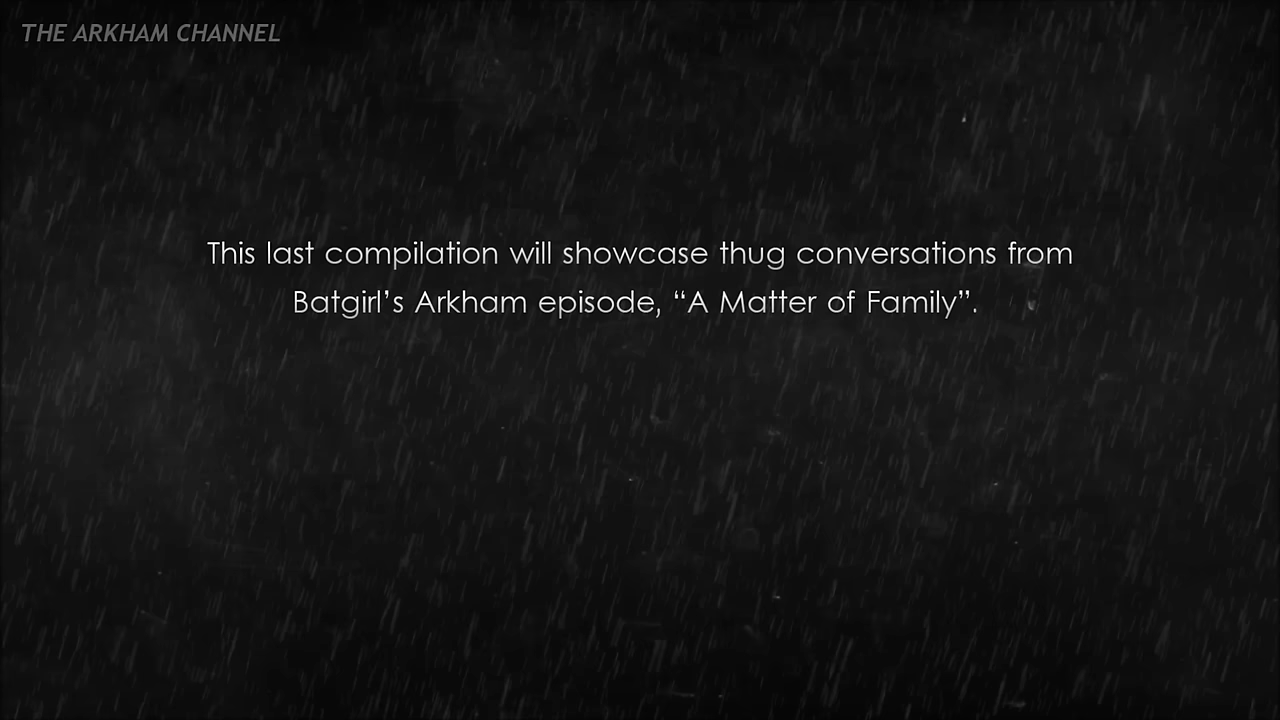 THE ARKHAM CHANNEL
This last compilation will showcase thug conversations from
Batgirl’s Arkham episode, “A Matter of Family”.